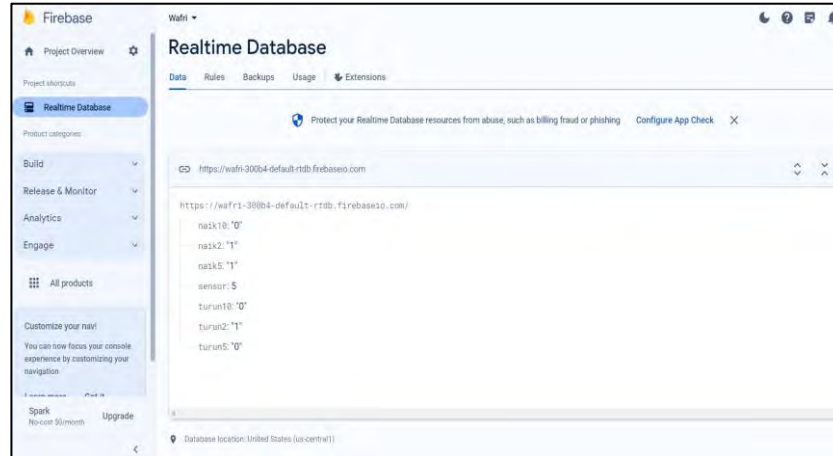 Firebase
Wafri
Project Overview
Realtime Database
Data Rules Backups Usage Extensions
Project shortcuts
Realtime Database
Product categories
Protect your Realtime Database resources from abuse, such as billing fraud or phishing Configure App Check
Build
https://wafri-300b4-default-rtdb.firebaseio.com
Release & Monitor
https://wafri-300b4-default-rtdb.firebaseio.com/
Analytics
naik10: "0"
naik2: "1"
Engage
naik5: "1"
sensor: 5
All products
turun10: "0"
turun2: "1"
turun5: "0"
Customize your nav!
You can now focus your console
experience by customizing your
navigation
Learn more Got it
Spark
No-cost $0/month
Upgrade
Database location: United States (us-central1)